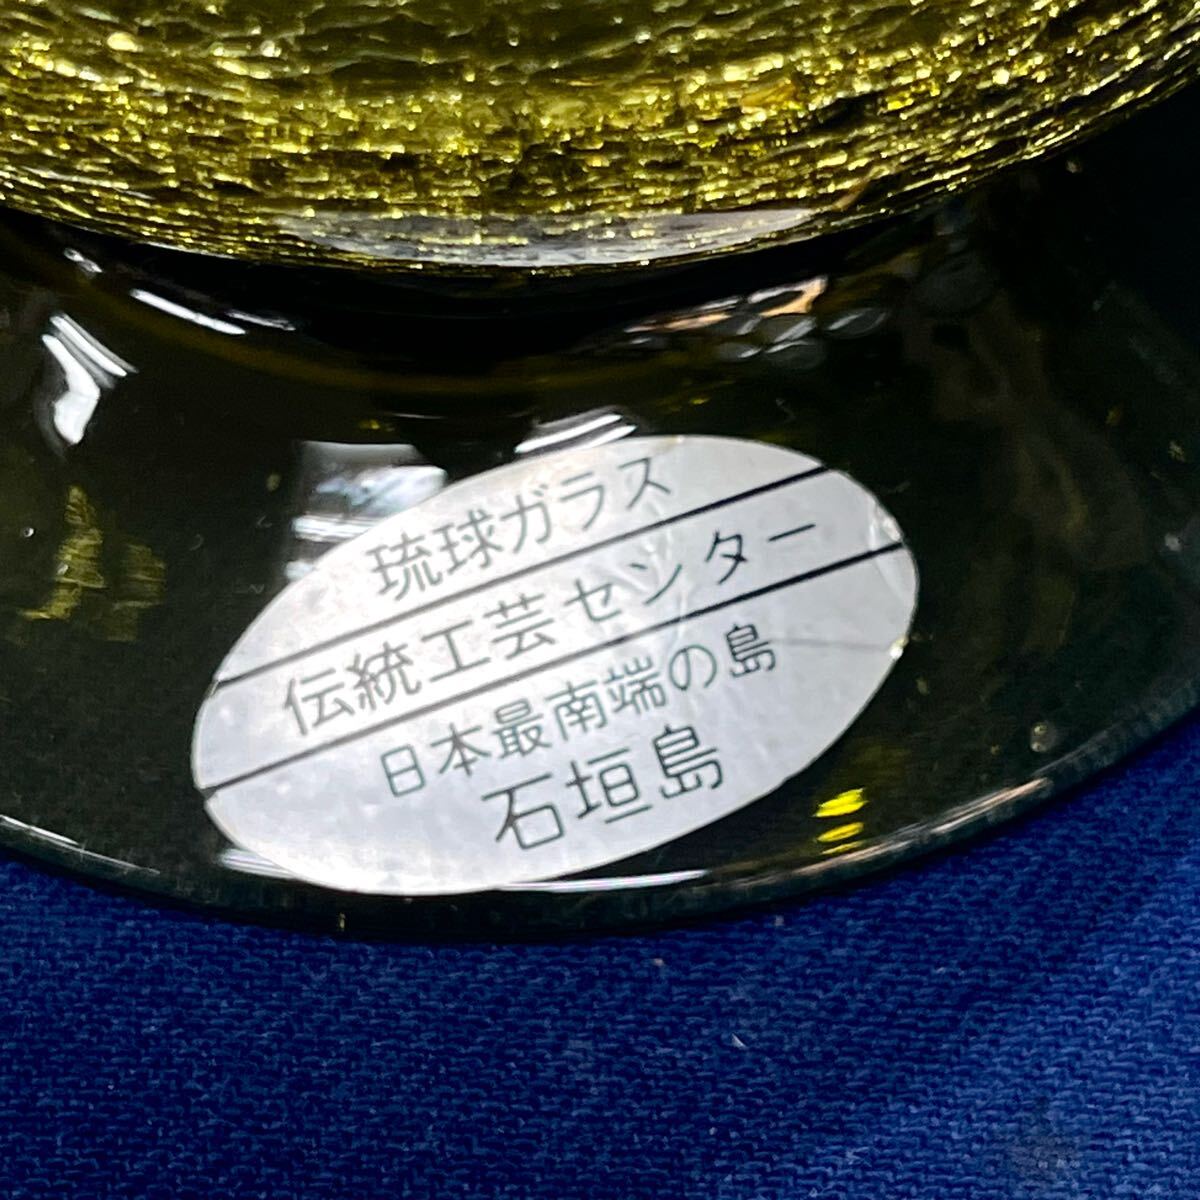 琉球ガラス
伝統工芸センター
日本最南端の島
石垣島